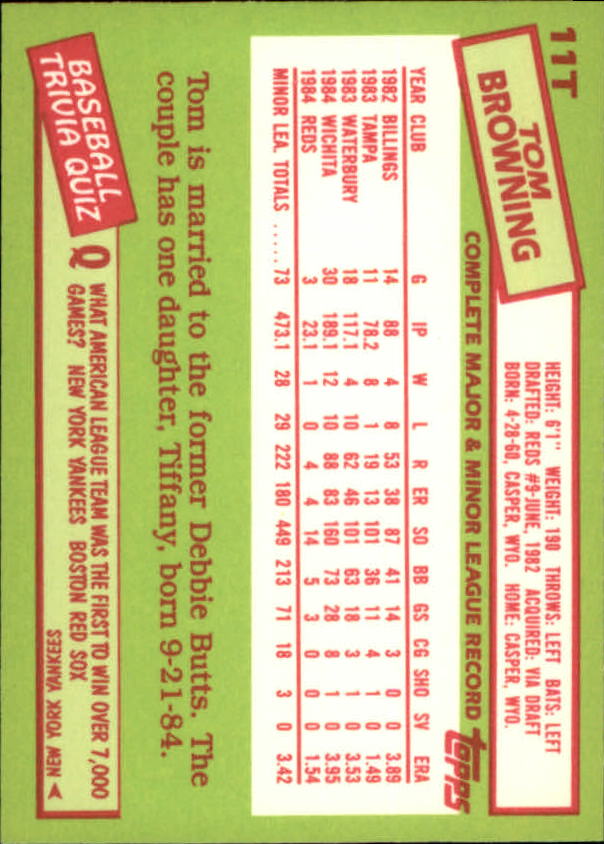 11T
TOM
BROWNING
HEIGHT: 6'1" WEIGHT: 190 THROWS: LEFT BATS: LEFT
DRAFTED: REDS #9-JUNE, 1982 ACQUIRED: VIA DRAFT
BORN: 4-28-60, CASPER, WYO. HOME: CASPER, WYO.
COMPLETE MAJOR & MINOR LEAGUE RECORD topps
YEAR CLUB G IP W L R ER SO BB GS CG SHO SV ERA
1982 BILLINGS 14 88 4 8 53 38 87 41 14 3 0 0 3.89
1983 TAMPA 11 78.2 8 1 19 13 101 36 11 4 1 0 1.49
1983 WATERBURY 18 117.1 4 10 62 46 101 63 18 3 1 0 3.53
1984 WICHITA 30 189.1 12 10 88 83 160 73 28 8 1 0 3.95
1984 REDS 3 23.1 1 0 4 4 14 5 3 0 0 0 1.54
MINOR LEA. TOTALS ..... 73 473.1 28 29 222 180 449 213 71 18 3 0 3.42
Tom is married to the former Debbie Butts. The
couple has one daughter, Tiffany, born 9-21-84.
BASEBALL
TRIVIA QUIZ
Q WHAT AMERICAN LEAGUE TEAM WAS THE FIRST TO WIN OVER 7,000
GAMES? NEW YORK YANKEES BOSTON RED SOX
A NEW YORK YANKEES